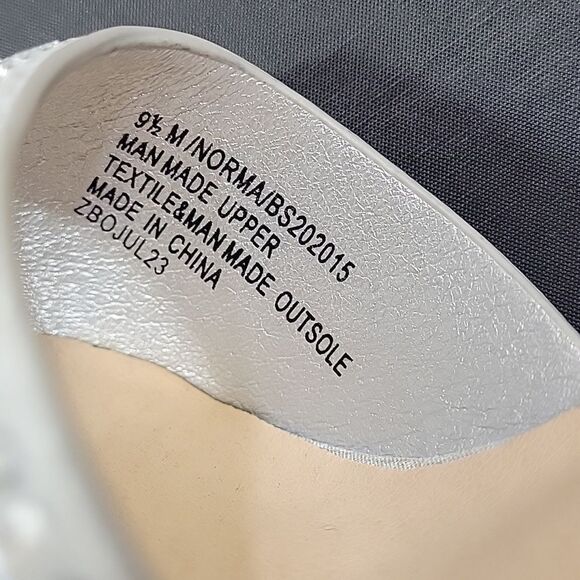 9½ M /NORMA/BS202015
MAN MADE UPPER
TEXTILE&MAN MADE OUTSOLE
MADE IN CHINA
ZBOJUL23